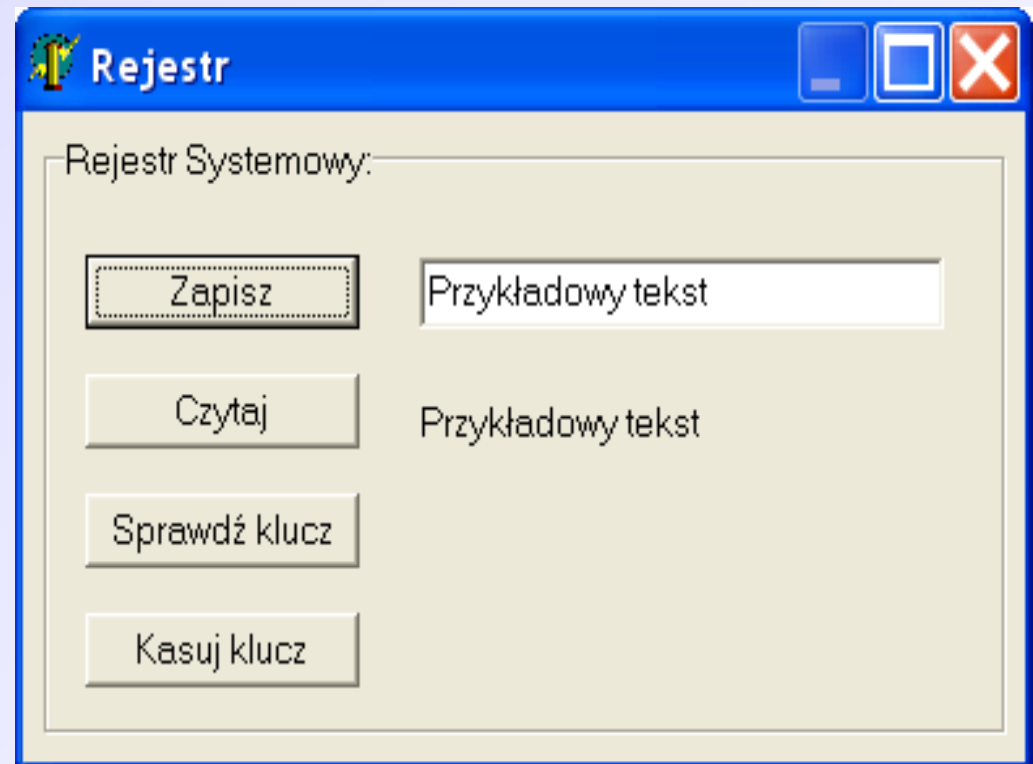 Rejestr
Rejestr Systemowy:
Zapisz
Przykładowy tekst
Czytaj
Przykładowy tekst
Sprawdź klucz
Kasuj klucz